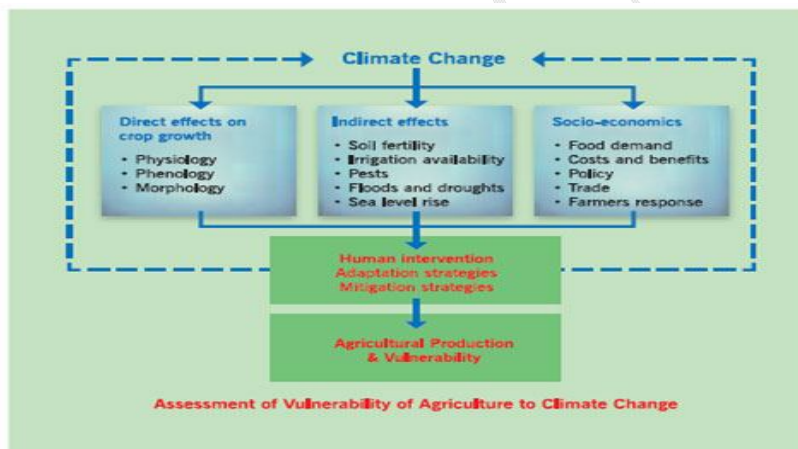 Climate Change
Direct effects on
crop growth
• Physiology
• Phenology
• Morphology
Indirect effects
• Soil fertility
• Irrigation availability
• Pests
• Floods and droughts
• Sea level rise
Socio-economics
• Food demand
• Costs and benefits
• Policy
• Trade
• Farmers response
Human intervention
Adaptation strategies
Mitigation strategies
Agricultural Production
& Vulnerability
Assessment of Vulnerability of Agriculture to Climate Change